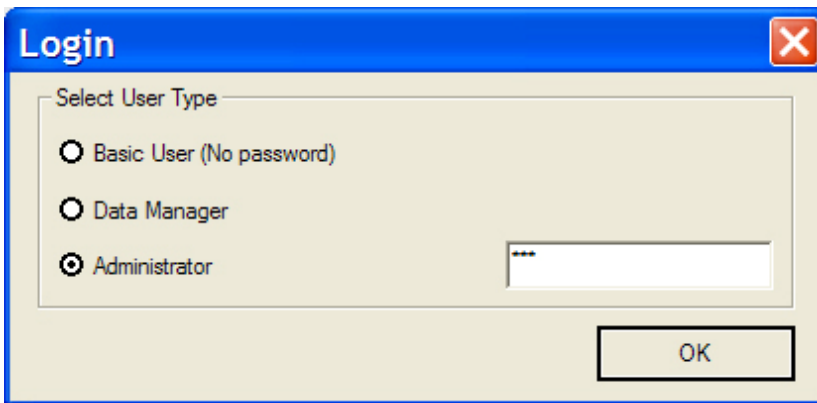 Login
Select User Type
Basic User (No password)
Data Manager
Administrator
***
OK